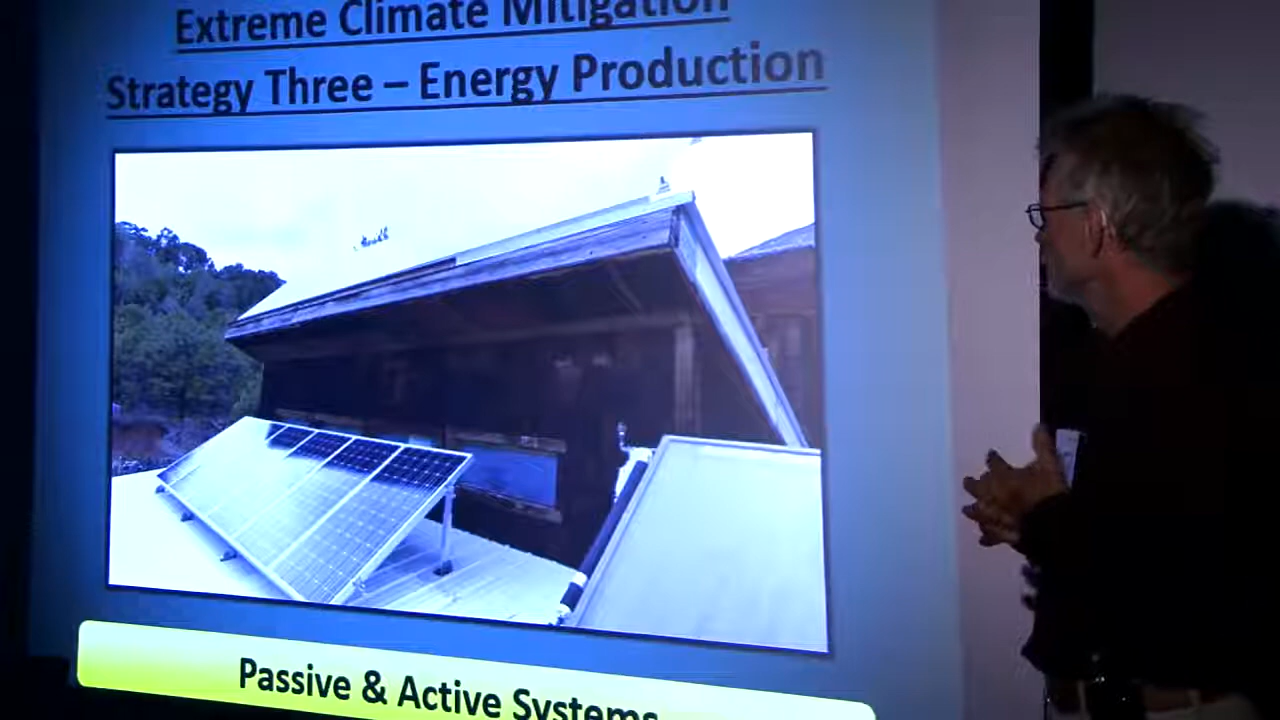 Extreme Climate Mitigation
Strategy Three – Energy Production
Passive & Active Systems